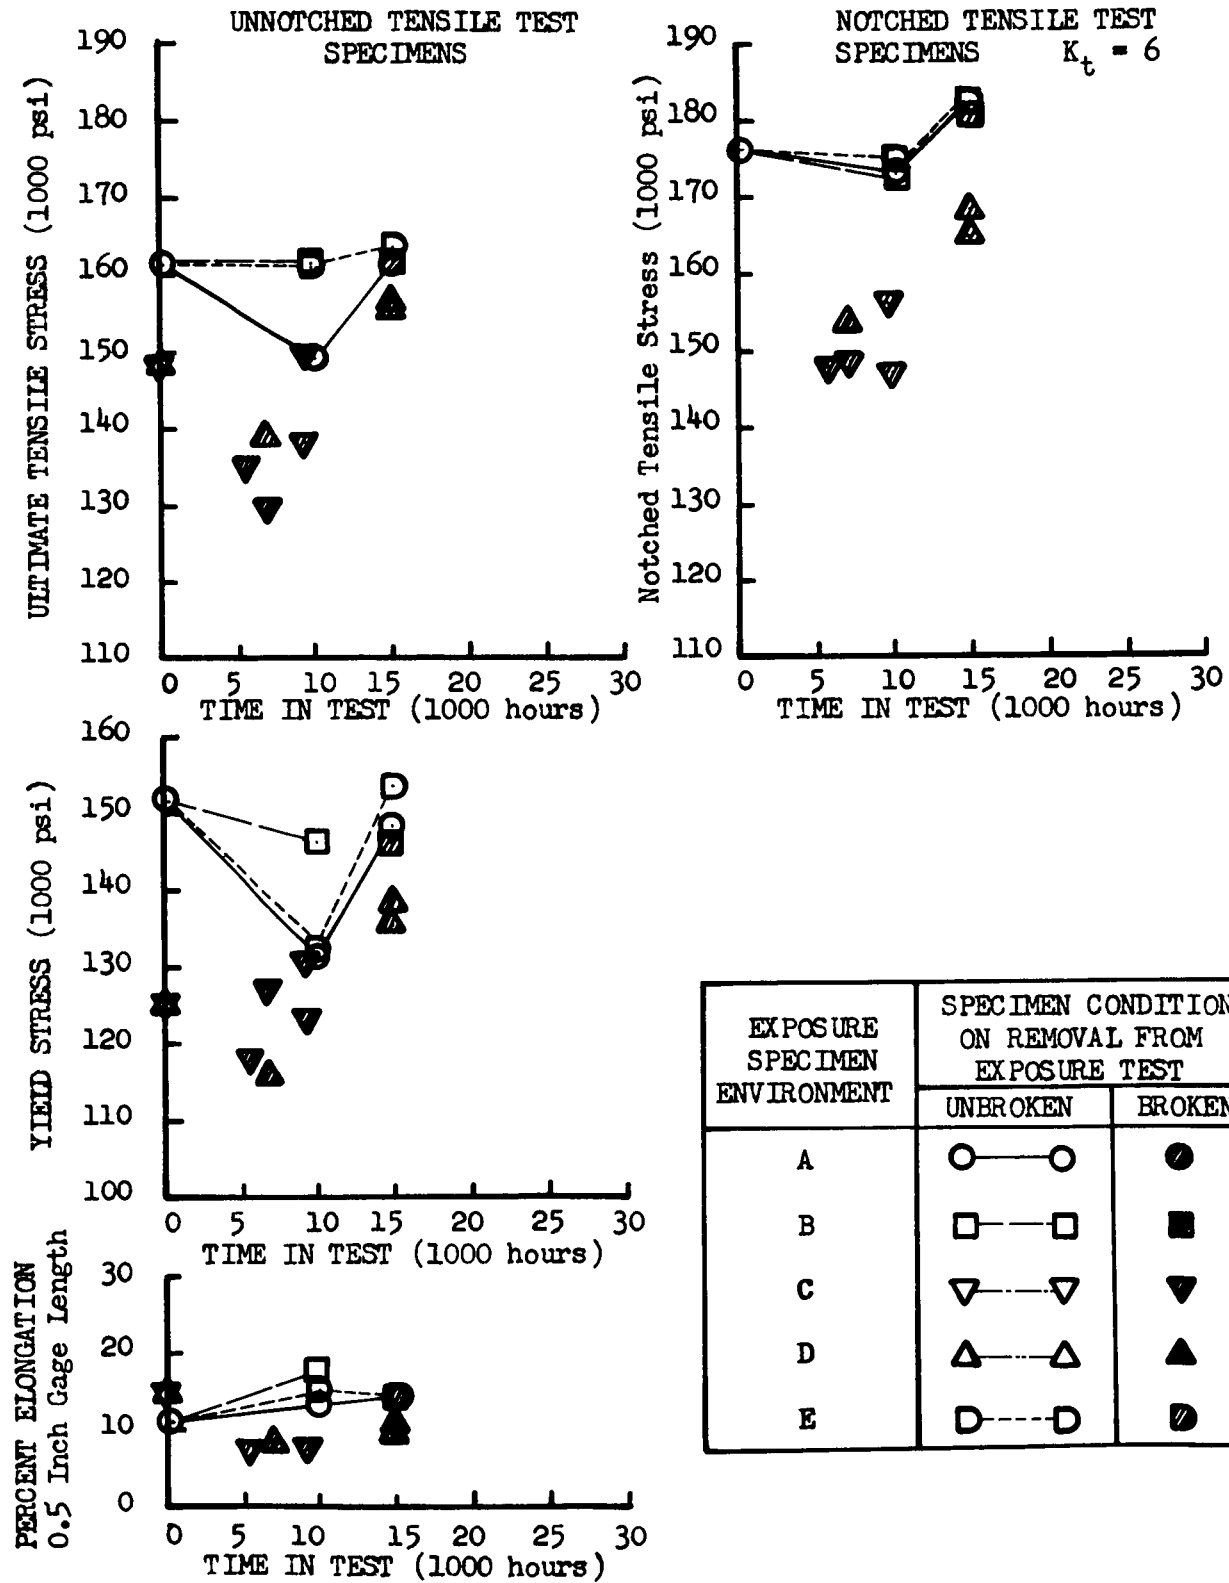 UNNOTCHED TENSILE TEST
SPECIMENS
190
180
170
160
150
140
130
120
110
ULTIMATE TENSILE STRESS (1000 psi)
0 5 10 15 20 25 30
TIME IN TEST (1000 hours)
NOTCHED TENSILE TEST
SPECIMENS K_t = 6
190
180
170
160
150
140
130
120
110
Notched Tensile Stress (1000 psi)
0 5 10 15 20 25 30
TIME IN TEST (1000 hours)
160
150
140
130
120
110
100
YIELD STRESS (1000 psi)
0 5 10 15 20 25 30
TIME IN TEST (1000 hours)
30
20
10
0
PERCENT ELONGATION
0.5 Inch Gage Length
0 5 10 15 20 25 30
TIME IN TEST (1000 hours)
EXPOSURE
SPECIMEN
ENVIRONMENT
SPECIMEN CONDITION
ON REMOVAL FROM
EXPOSURE TEST
UNBROKEN BROKEN
A
B
C
D
E